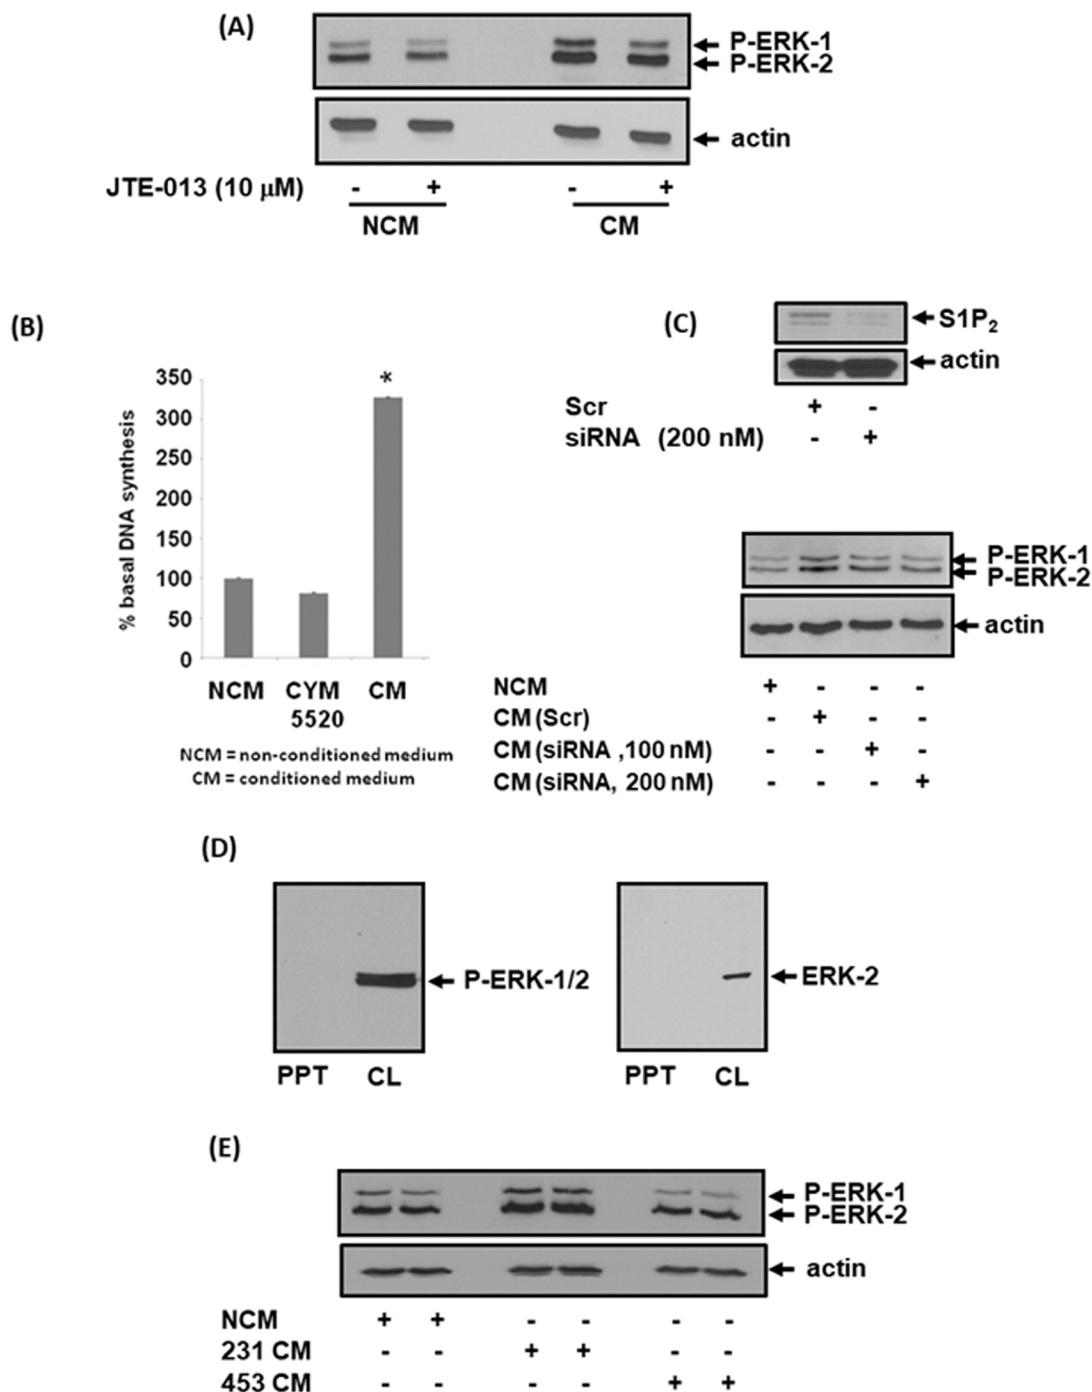 (A)
P-ERK-1
P-ERK-2
actin
JTE-013 (10 µM) - + - +
NCM CM
(B)
% basal DNA synthesis
350
300
250
200
150
100
50
0
*
NCM CYM CM
5520
NCM = non-conditioned medium
CM = conditioned medium
(C)
S1P₂
actin
Scr + -
siRNA (200 nM) - +
P-ERK-1
P-ERK-2
actin
NCM + - - -
CM (Scr) - + - -
CM (siRNA ,100 nM) - - + -
CM (siRNA, 200 nM) - - - +
(D)
P-ERK-1/2
PPT CL
ERK-2
PPT CL
(E)
P-ERK-1
P-ERK-2
actin
NCM + + - - - -
231 CM - - + + - -
453 CM - - - - + +